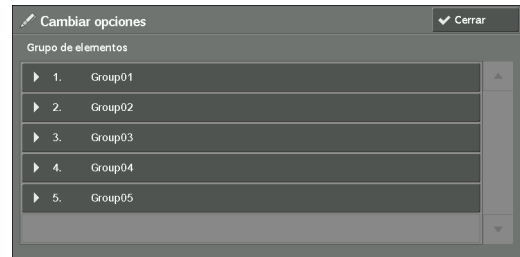 Cambiar opciones
Cerrar
Grupo de elementos
1. Group01
2. Group02
3. Group03
4. Group04
5. Group05